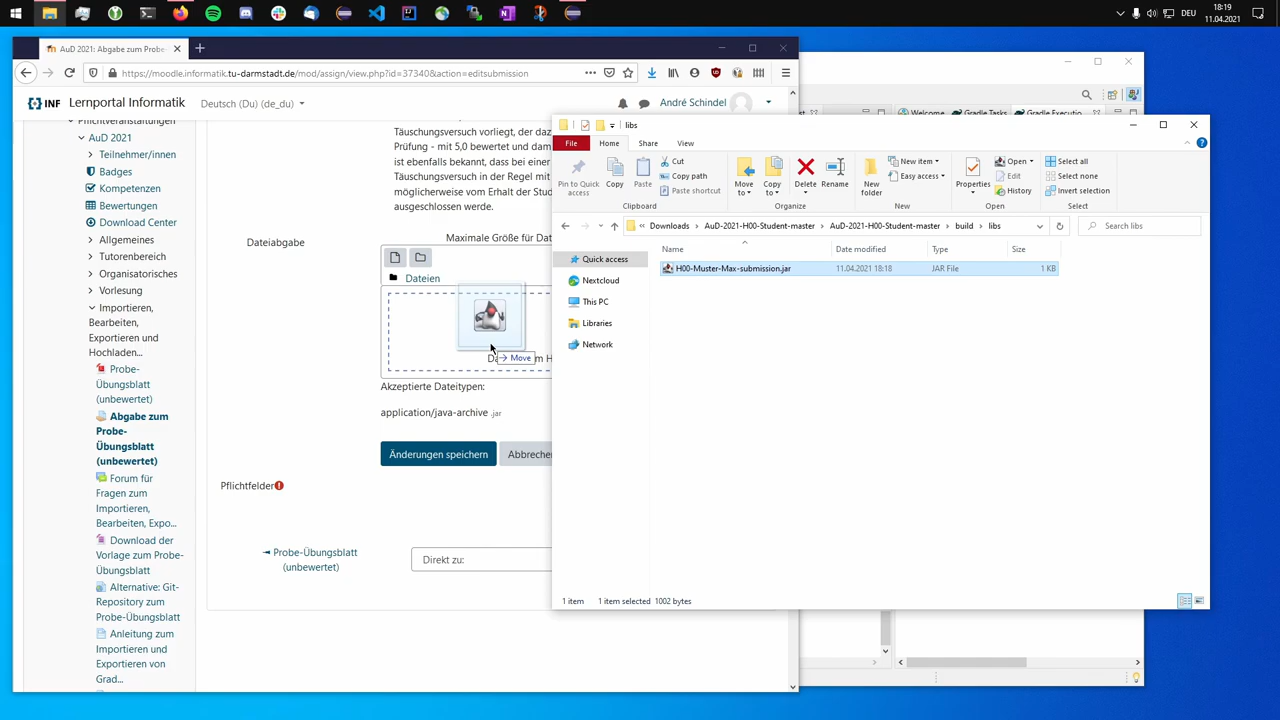 18:19
DEU
11.04.2021
AuD 2021: Abgabe zum Probe-
https://moodle.informatik.tu-darmstadt.de/mod/assign/view.php?id=37340&action=editsubmission
INF Lernportal Informatik
Deutsch (Du) (de_du)
André Schindel
Pflichtveranstaltungen
AuD 2021
Teilnehmer/innen
Badges
Kompetenzen
Bewertungen
Download Center
Allgemeines
Tutorenbereich
Organisatorisches
Vorlesung
Importieren,
Bearbeiten,
Exportieren und
Hochladen...
Probe-
Übungsblatt
(unbewertet)
Abgabe zum
Probe-
Übungsblatt
(unbewertet)
Forum für
Fragen zum
Importieren,
Bearbeiten, Expo...
Download der
Vorlage zum Probe-
Übungsblatt
Alternative: Git-
Repository zum
Probe-Übungsblatt
Anleitung zum
Importieren und
Exportieren von
Grad...
Täuschungsversuch vorliegt, der daz
Prüfung - mit 5,0 bewertet und dam
ist ebenfalls bekannt, dass bei einer
Täuschungsversuch in der Regel mit
möglicherweise vom Erhalt der Stud
ausgeschlossen werde.
Dateiabgabe
Maximale Größe für Dat
Dateien
Move
Akzeptierte Dateitypen:
application/java-archive .jar
Änderungen speichern
Abbrechen
Pflichtfelder
Probe-Übungsblatt
(unbewertet)
Direkt zu:
Welcome
Gradle Tasks
Gradle Executio
libs
File
Home
Share
View
Pin to Quick
access
Copy
Paste
Cut
Copy path
Paste shortcut
Clipboard
Move
to
Copy
to
Delete
Rename
Organize
New
folder
New item
Easy access
New
Properties
Open
Edit
History
Open
Select all
Select none
Invert selection
Select
« Downloads > AuD-2021-H00-Student-master > AuD-2021-H00-Student-master > build > libs
Search libs
Quick access
Nextcloud
This PC
Libraries
Network
Name
Date modified
Type
Size
H00-Muster-Max-submission.jar
11.04.2021 18:18
JAR File
1 KB
1 item
1 item selected 1002 bytes